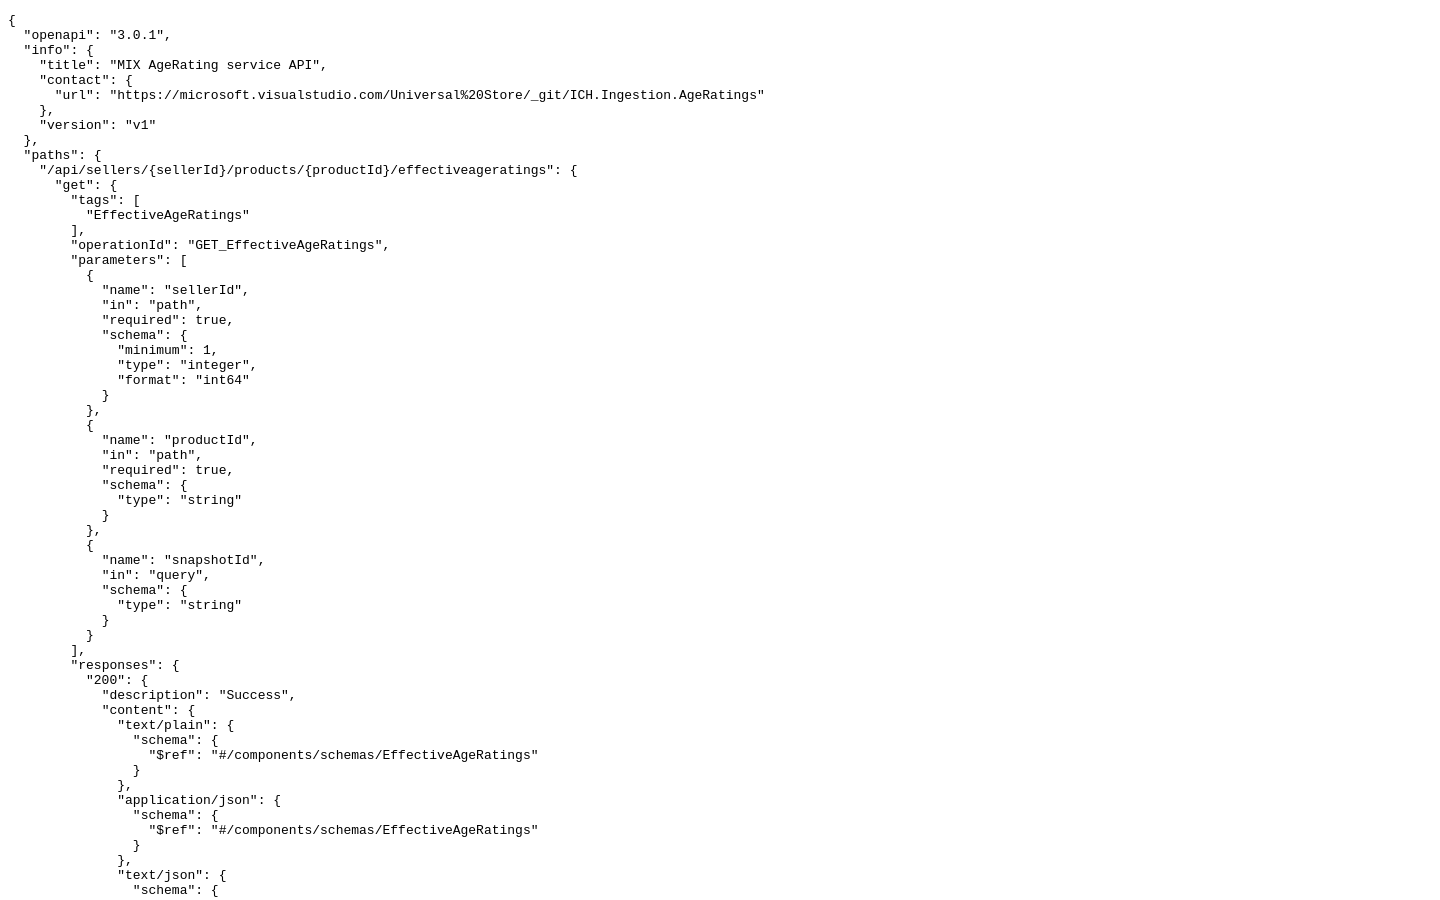 {
  "openapi": "3.0.1",
  "info": {
    "title": "MIX AgeRating service API",
    "contact": {
      "url": "https://microsoft.visualstudio.com/Universal%20Store/_git/ICH.Ingestion.AgeRatings"
    },
    "version": "v1"
  },
  "paths": {
    "/api/sellers/{sellerId}/products/{productId}/effectiveageratings": {
      "get": {
        "tags": [
          "EffectiveAgeRatings"
        ],
        "operationId": "GET_EffectiveAgeRatings",
        "parameters": [
          {
            "name": "sellerId",
            "in": "path",
            "required": true,
            "schema": {
              "minimum": 1,
              "type": "integer",
              "format": "int64"
            }
          },
          {
            "name": "productId",
            "in": "path",
            "required": true,
            "schema": {
              "type": "string"
            }
          },
          {
            "name": "snapshotId",
            "in": "query",
            "schema": {
              "type": "string"
            }
          }
        ],
        "responses": {
          "200": {
            "description": "Success",
            "content": {
              "text/plain": {
                "schema": {
                  "$ref": "#/components/schemas/EffectiveAgeRatings"
                }
              },
              "application/json": {
                "schema": {
                  "$ref": "#/components/schemas/EffectiveAgeRatings"
                }
              },
              "text/json": {
                "schema": {